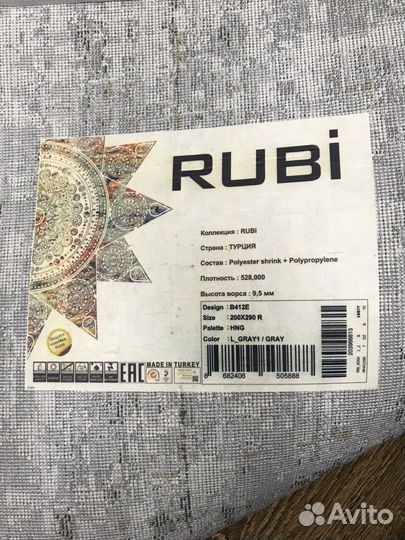 RUBİ
Коллекция : RUBI
Страна : ТУРЦИЯ
Состав : Polyester shrink + Polypropylene
Плотность : 528,000
Высота ворса : 9,5 мм
Design : B412E
Size : 200X290 R
Palette : HNG
Color : L_GRAY1 / GRAY
8 682406 505888
EAC
MADE IN TURKEY
Avito